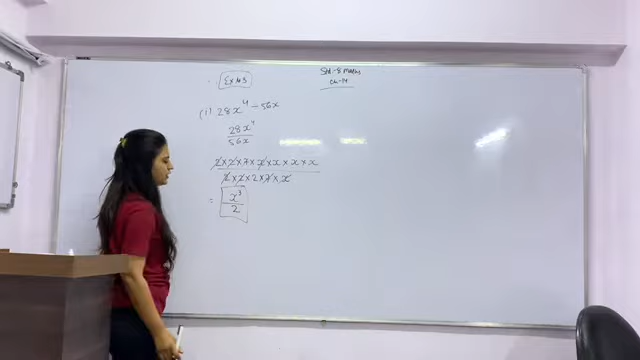 Std-8 Maths
Ch-14
Ex 14.3
(i) 28x⁴ ÷ 56x
28x⁴
56x
2 × 2 × 7 × x × x × x × x
2 × 2 × 2 × 7 × x
= x³
2